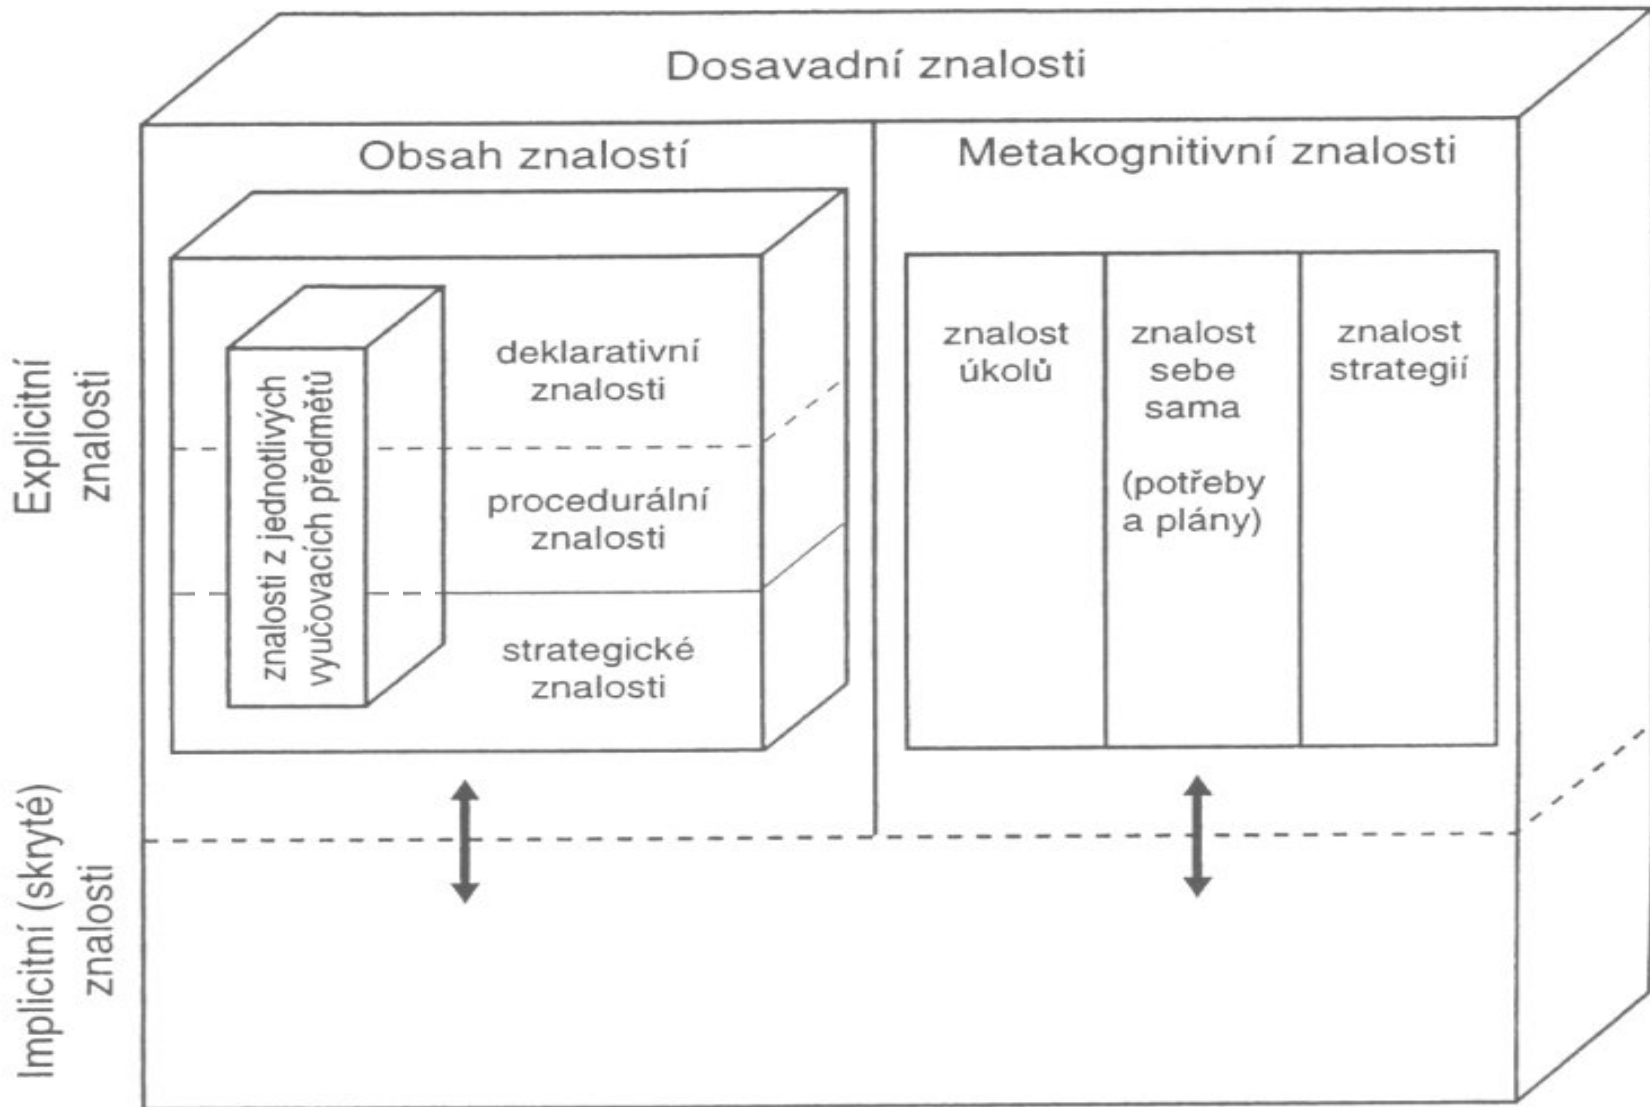 Dosavadní znalosti
Obsah znalostí
Metakognitivní znalosti
Explicitní
znalosti
znalosti z jednotlivých
vyučovacích předmětů
deklarativní
znalosti
procedurální
znalosti
strategické
znalosti
znalost
úkolů
znalost
sebe
sama
(potřeby
a plány)
znalost
strategií
Implicitní (skryté)
znalosti